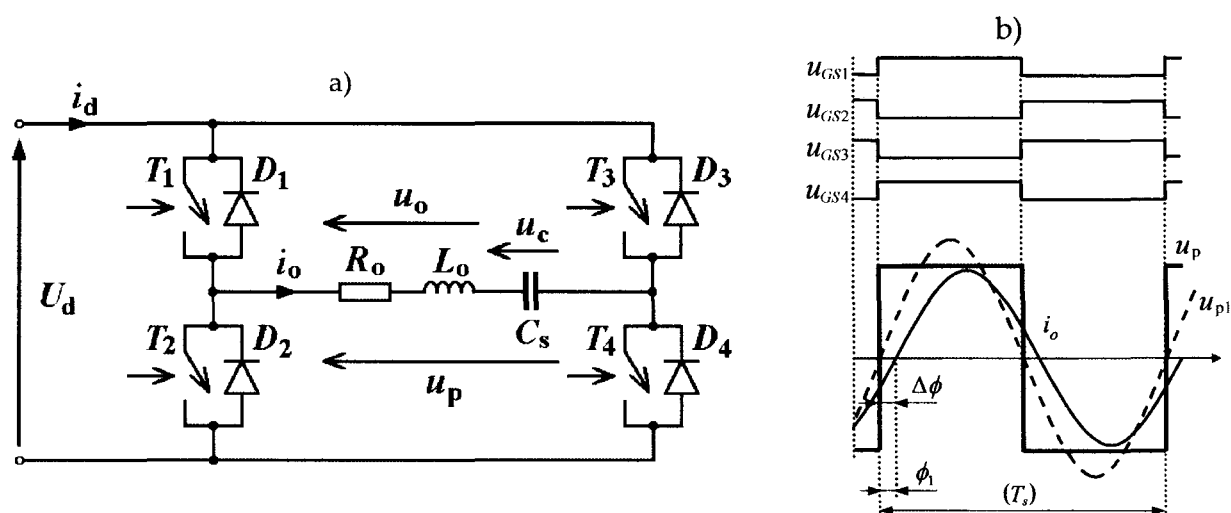 a)
i_d
T_1 D_1
T_3 D_3
u_o
u_c
i_o R_o L_o
C_s
U_d
T_2 D_2
T_4 D_4
u_p
b)
u_GS1
u_GS2
u_GS3
u_GS4
u_p
u_p1
i_o
Δϕ
ϕ_1
(T_s)